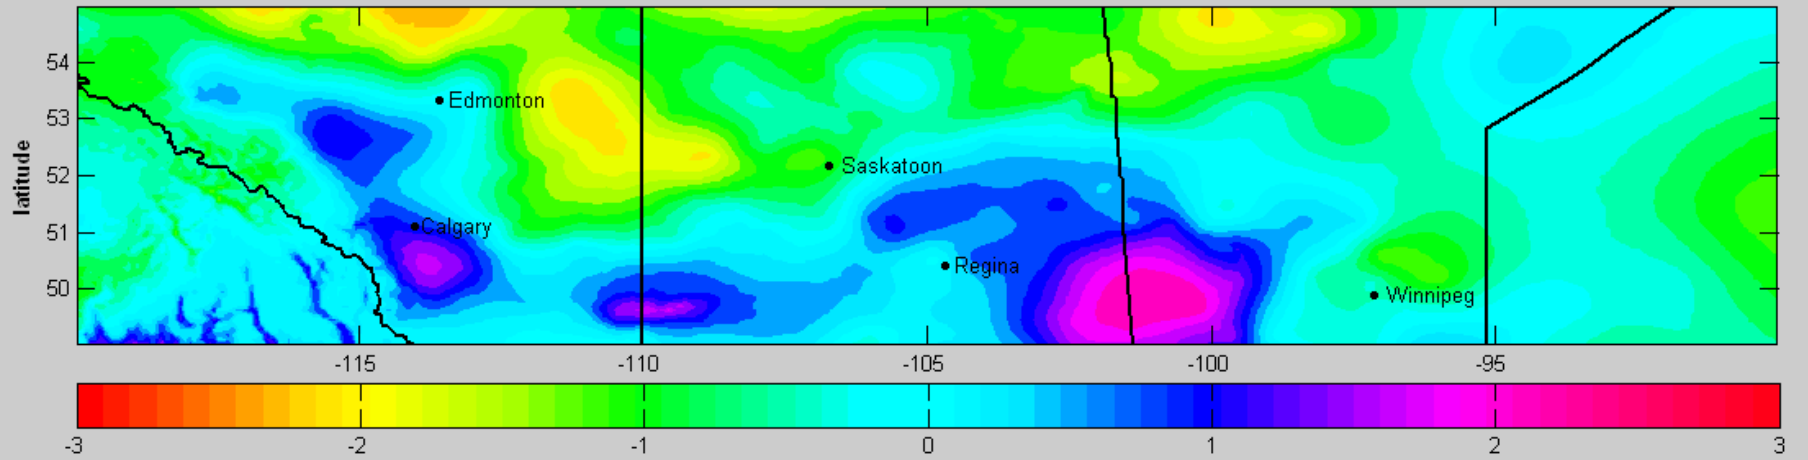 latitude
54
53
52
51
50
Edmonton
Saskatoon
Calgary
Regina
Winnipeg
-115 -110 -105 -100 -95
-3 -2 -1 0 1 2 3